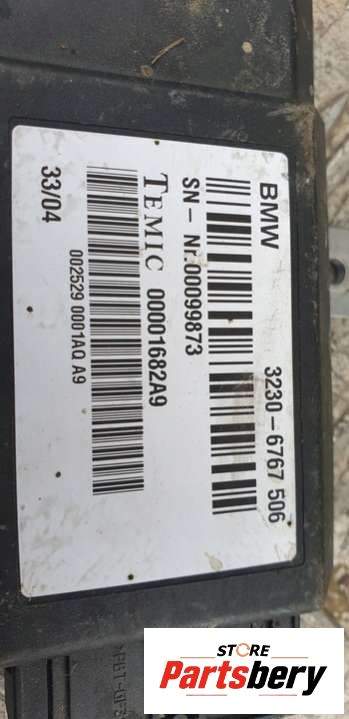 BMW 3230-6767 506
SN- Nr.00099873
TEMIC 00001682A9
002529 0001AQ A9
33/04
STORE
Partsbery